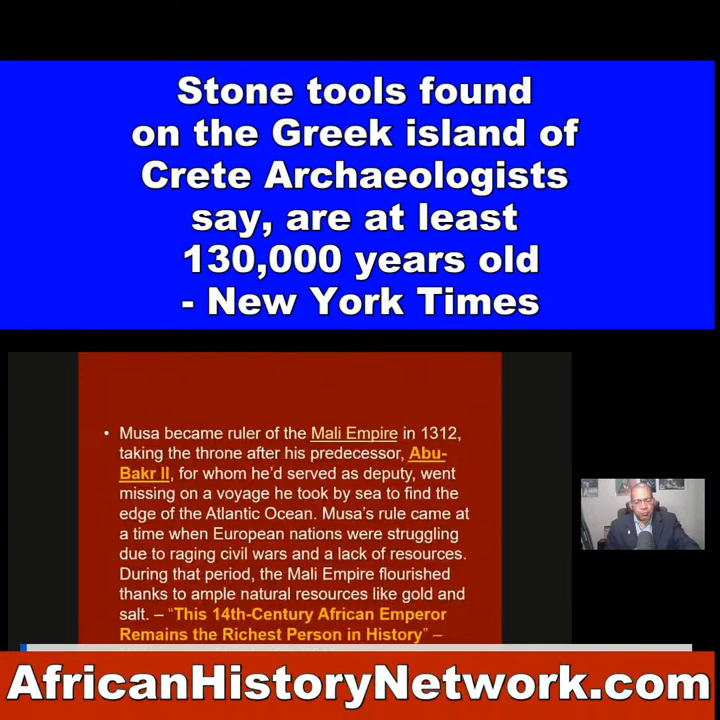 Stone tools found
on the Greek island of
Crete Archaeologists
say, are at least
130,000 years old
- New York Times
• Musa became ruler of the Mali Empire in 1312,
taking the throne after his predecessor, Abu-
Bakr II, for whom he'd served as deputy, went
missing on a voyage he took by sea to find the
edge of the Atlantic Ocean. Musa's rule came at
a time when European nations were struggling
due to raging civil wars and a lack of resources.
During that period, the Mali Empire flourished
thanks to ample natural resources like gold and
salt. – "This 14th-Century African Emperor
Remains the Richest Person in History" –
AfricanHistoryNetwork.com